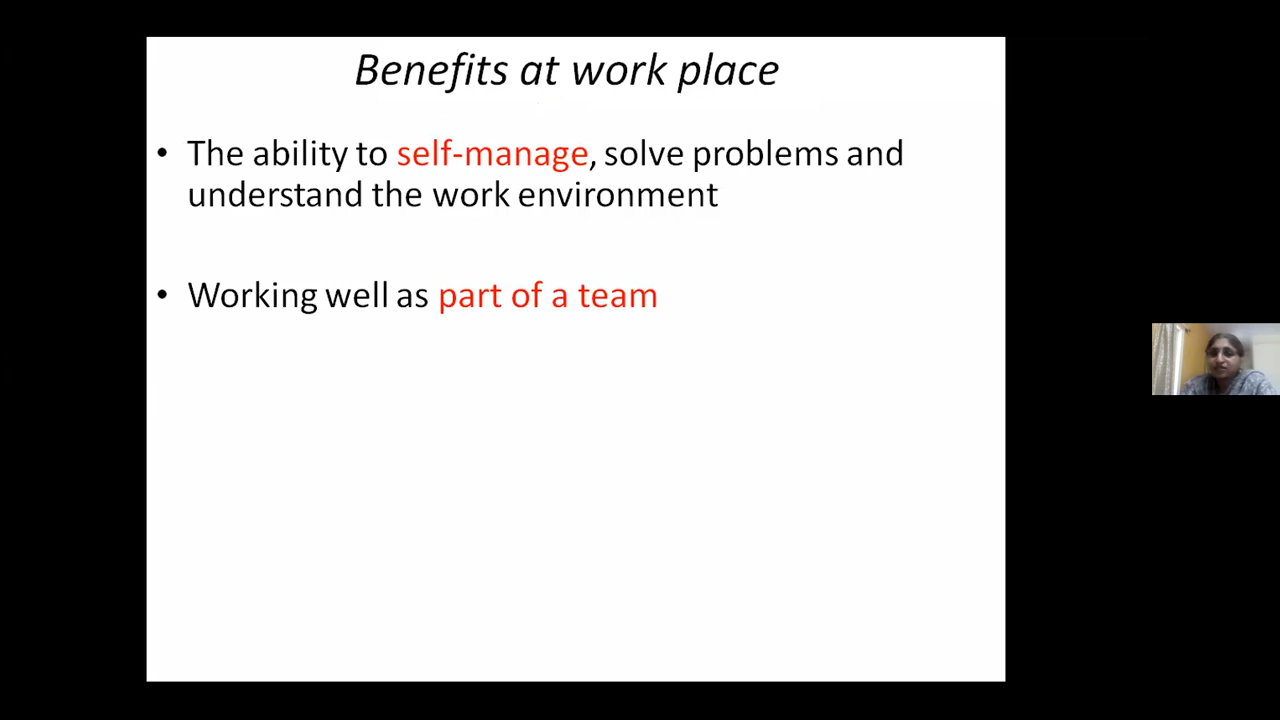 Benefits at work place
• The ability to self-manage, solve problems and
understand the work environment
• Working well as part of a team